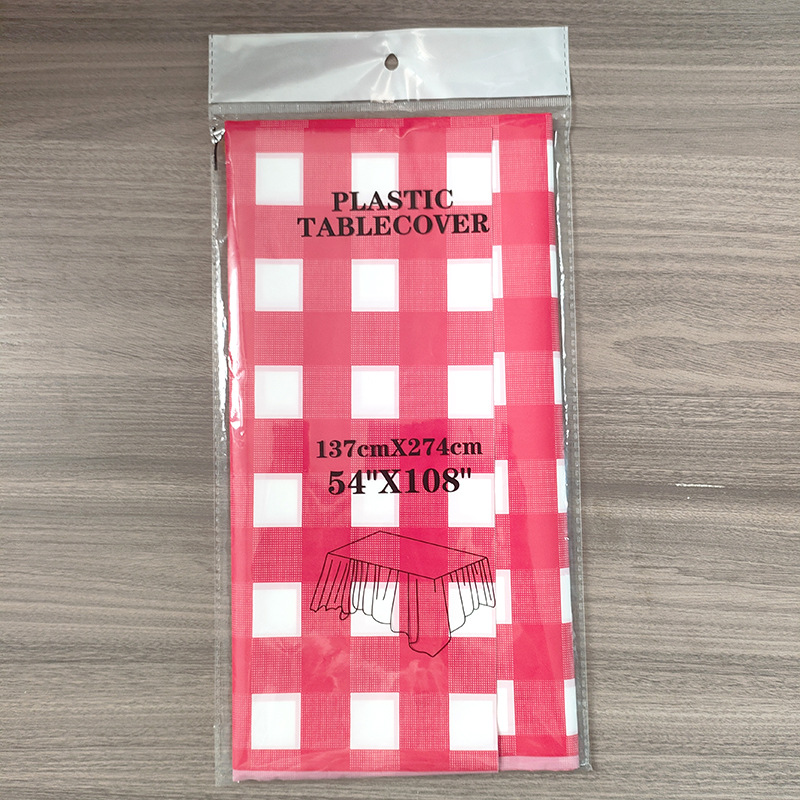 PLASTIC
TABLECOVER
137cmX274cm
54"X108"